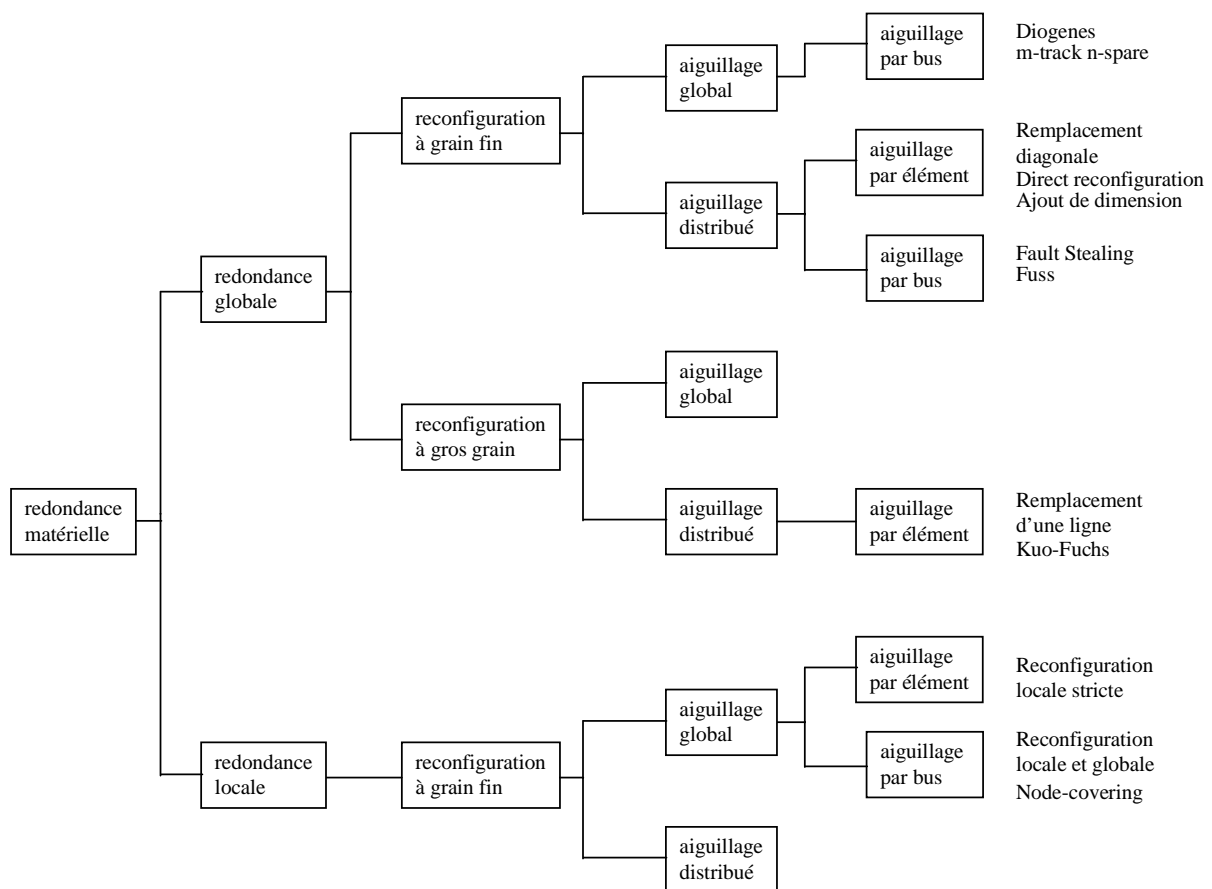 aiguillage
par bus
Diogenes
m-track n-spare
aiguillage
global
reconfiguration
à grain fin
Remplacement
diagonale
Direct reconfiguration
Ajout de dimension
aiguillage
par élément
aiguillage
distribué
aiguillage
par bus
Fault Stealing
Fuss
redondance
globale
aiguillage
global
reconfiguration
à gros grain
redondance
matérielle
aiguillage
distribué
aiguillage
par élément
Remplacement
d'une ligne
Kuo-Fuchs
aiguillage
par élément
Reconfiguration
locale stricte
aiguillage
global
redondance
locale
reconfiguration
à grain fin
aiguillage
par bus
Reconfiguration
locale et globale
Node-covering
aiguillage
distribué